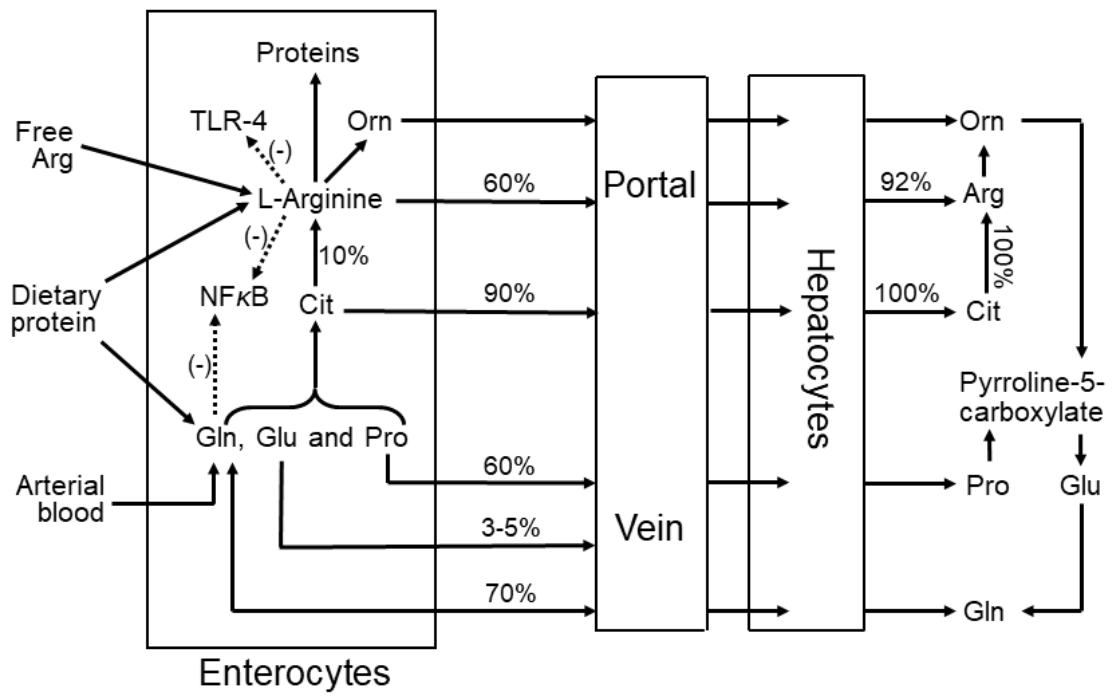 Proteins
TLR-4
Orn
Free
Arg
(-)
L-Arginine
60%
(-)
10%
Dietary
protein
NFκB
Cit
90%
(-)
Gln, Glu and Pro
60%
Arterial
blood
3-5%
70%
Enterocytes
Portal
Vein
Hepatocytes
Orn
92%
Arg
100%
100%
Cit
Pyrroline-5-
carboxylate
Pro
Glu
Gln